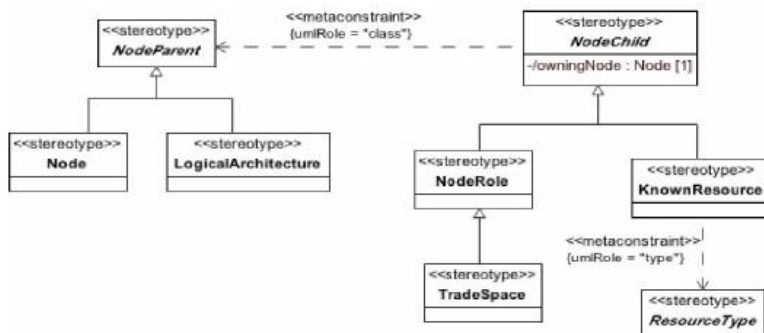 <<metaconstraint>>
{umlRole = "class"}
<<stereotype>>
NodeParent
<<stereotype>>
NodeChild
-/owningNode : Node [1]
<<stereotype>>
Node
<<stereotype>>
LogicalArchitecture
<<stereotype>>
NodeRole
<<stereotype>>
KnownResource
<<metaconstraint>>
{umlRole = "type"}
<<stereotype>>
TradeSpace
<<stereotype>>
ResourceType